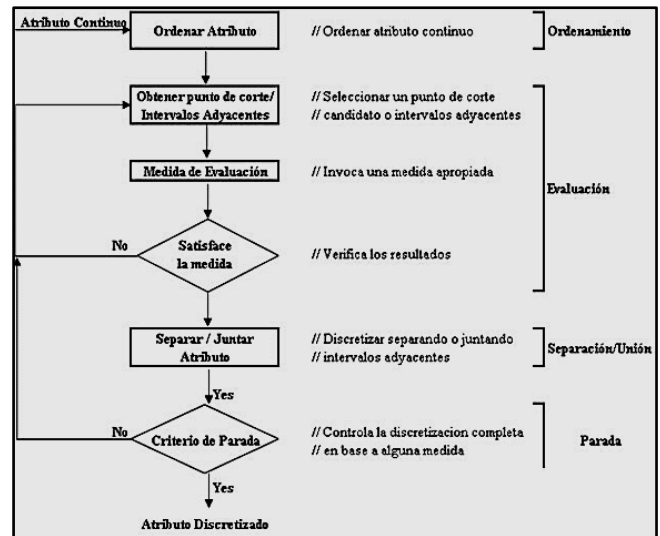 Atributo Continuo
Ordenar Atributo
// Ordenar atributo continuo
Ordenamiento
Obtener punto de corte/
Intervalos Adyacentes
// Seleccionar un punto de corte
// candidato o intervalos adyacentes
Medida de Evaluación
// Invoca una medida apropiada
Evaluación
No
Satisface
la medida
// Verifica los resultados
Separar / Juntar
Atributo
// Discretizar separando o juntando
// intervalos adyacentes
Separación/Unión
Yes
No
Criterio de Parada
// Controla la discretizacion completa
// en base a alguna medida
Parada
Yes
Atributo Discretizado